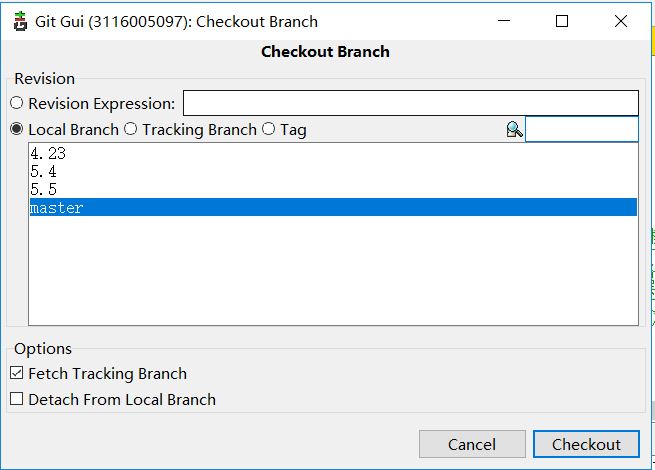 Git Gui (3116005097): Checkout Branch
Checkout Branch
Revision
Revision Expression:
Local Branch Tracking Branch Tag
4.23
5.4
5.5
master
Options
Fetch Tracking Branch
Detach From Local Branch
Cancel Checkout